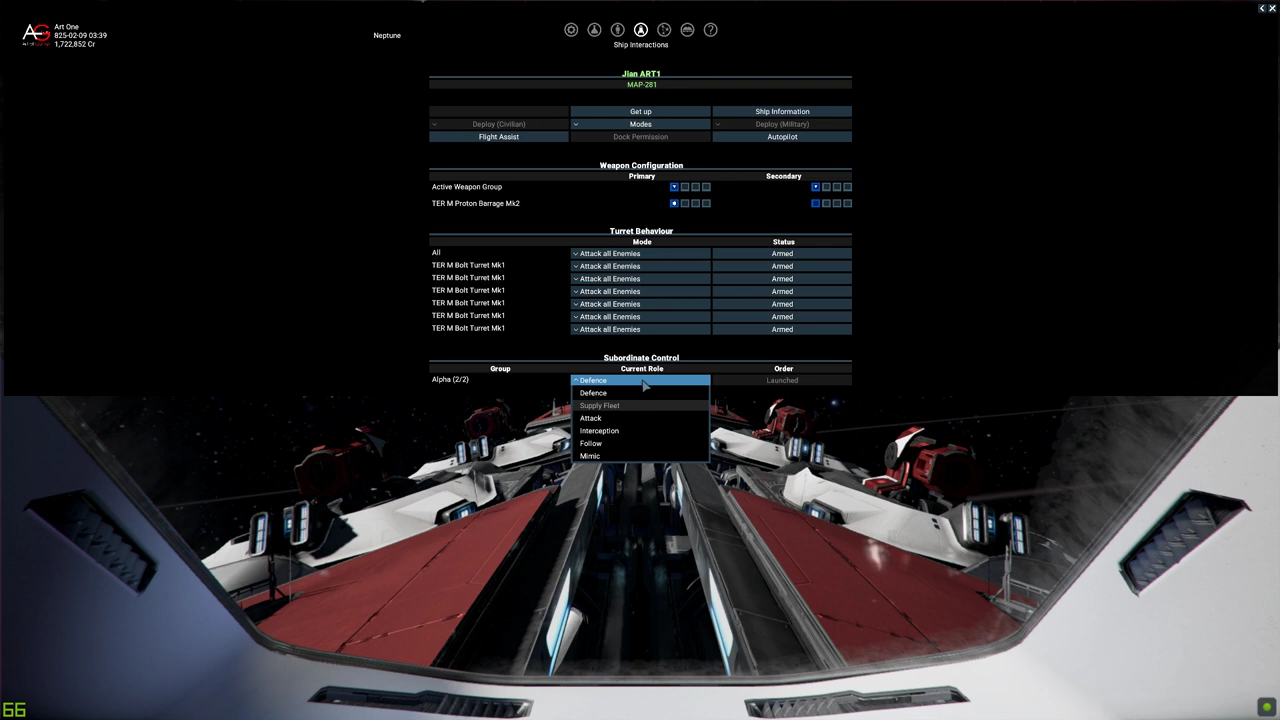 Art One
825-02-09 03:39
1,722,852 Cr
Neptune
Ship Interactions
Jian ART1
MAP-281
Get up Ship Information
Deploy (Civilian) Modes Deploy (Military)
Flight Assist Dock Permission Autopilot
Weapon Configuration
Primary Secondary
Active Weapon Group
TER M Proton Barrage Mk2
Turret Behaviour
Mode Status
All Attack all Enemies Armed
TER M Bolt Turret Mk1 Attack all Enemies Armed
TER M Bolt Turret Mk1 Attack all Enemies Armed
TER M Bolt Turret Mk1 Attack all Enemies Armed
TER M Bolt Turret Mk1 Attack all Enemies Armed
TER M Bolt Turret Mk1 Attack all Enemies Armed
TER M Bolt Turret Mk1 Attack all Enemies Armed
Subordinate Control
Group Current Role Order
Alpha (2/2) Defence Launched
Defence
Supply Fleet
Attack
Interception
Follow
Mimic
66